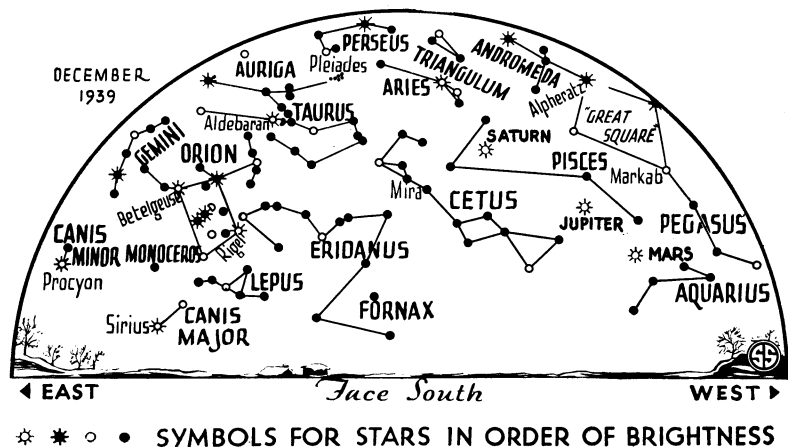 PERSEUS
Pleiades
TRIANGULUM
ANDROMEDA
AURIGA
DECEMBER
1939
ARIES
Alpheratz
TAURUS
Aldebaran
"GREAT
SQUARE"
GEMINI
ORION
SATURN
PISCES
Markab
Mira
CETUS
Betelgeuse
JUPITER
PEGASUS
CANIS
MINOR
MONOCEROS
Rigel
ERIDANUS
MARS
Procyon
LEPUS
AQUARIUS
FORNAX
Sirius
CANIS
MAJOR
SS
EAST
Face South
WEST
SYMBOLS FOR STARS IN ORDER OF BRIGHTNESS